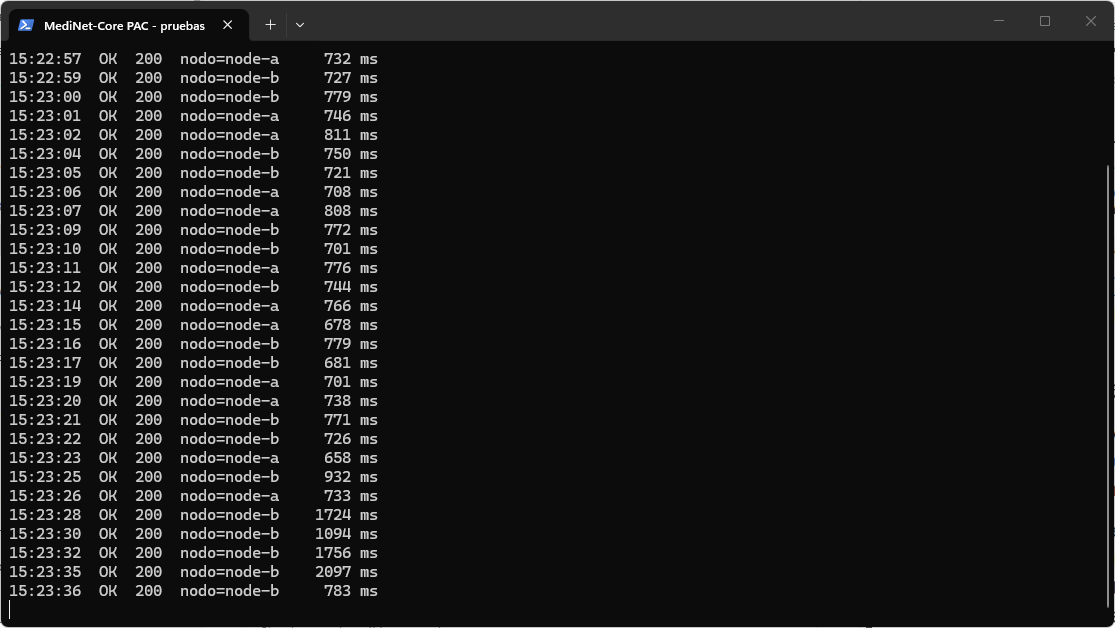 MediNet-Core PAC - pruebas
15:22:57  OK  200  nodo=node-a     732 ms
15:22:59  OK  200  nodo=node-b     727 ms
15:23:00  OK  200  nodo=node-b     779 ms
15:23:01  OK  200  nodo=node-a     746 ms
15:23:02  OK  200  nodo=node-a     811 ms
15:23:04  OK  200  nodo=node-b     750 ms
15:23:05  OK  200  nodo=node-b     721 ms
15:23:06  OK  200  nodo=node-a     708 ms
15:23:07  OK  200  nodo=node-a     808 ms
15:23:09  OK  200  nodo=node-b     772 ms
15:23:10  OK  200  nodo=node-b     701 ms
15:23:11  OK  200  nodo=node-a     776 ms
15:23:12  OK  200  nodo=node-b     744 ms
15:23:14  OK  200  nodo=node-a     766 ms
15:23:15  OK  200  nodo=node-a     678 ms
15:23:16  OK  200  nodo=node-b     779 ms
15:23:17  OK  200  nodo=node-b     681 ms
15:23:19  OK  200  nodo=node-a     701 ms
15:23:20  OK  200  nodo=node-a     738 ms
15:23:21  OK  200  nodo=node-b     771 ms
15:23:22  OK  200  nodo=node-b     726 ms
15:23:23  OK  200  nodo=node-a     658 ms
15:23:25  OK  200  nodo=node-b     932 ms
15:23:26  OK  200  nodo=node-a     733 ms
15:23:28  OK  200  nodo=node-b    1724 ms
15:23:30  OK  200  nodo=node-b    1094 ms
15:23:32  OK  200  nodo=node-b    1756 ms
15:23:35  OK  200  nodo=node-b    2097 ms
15:23:36  OK  200  nodo=node-b     783 ms